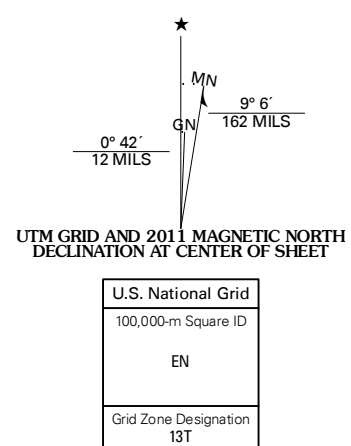 ★
MN
GN
9° 6´
162 MILS
0° 42´
12 MILS
UTM GRID AND 2011 MAGNETIC NORTH
DECLINATION AT CENTER OF SHEET
U.S. National Grid
100,000-m Square ID
EN
Grid Zone Designation
13T